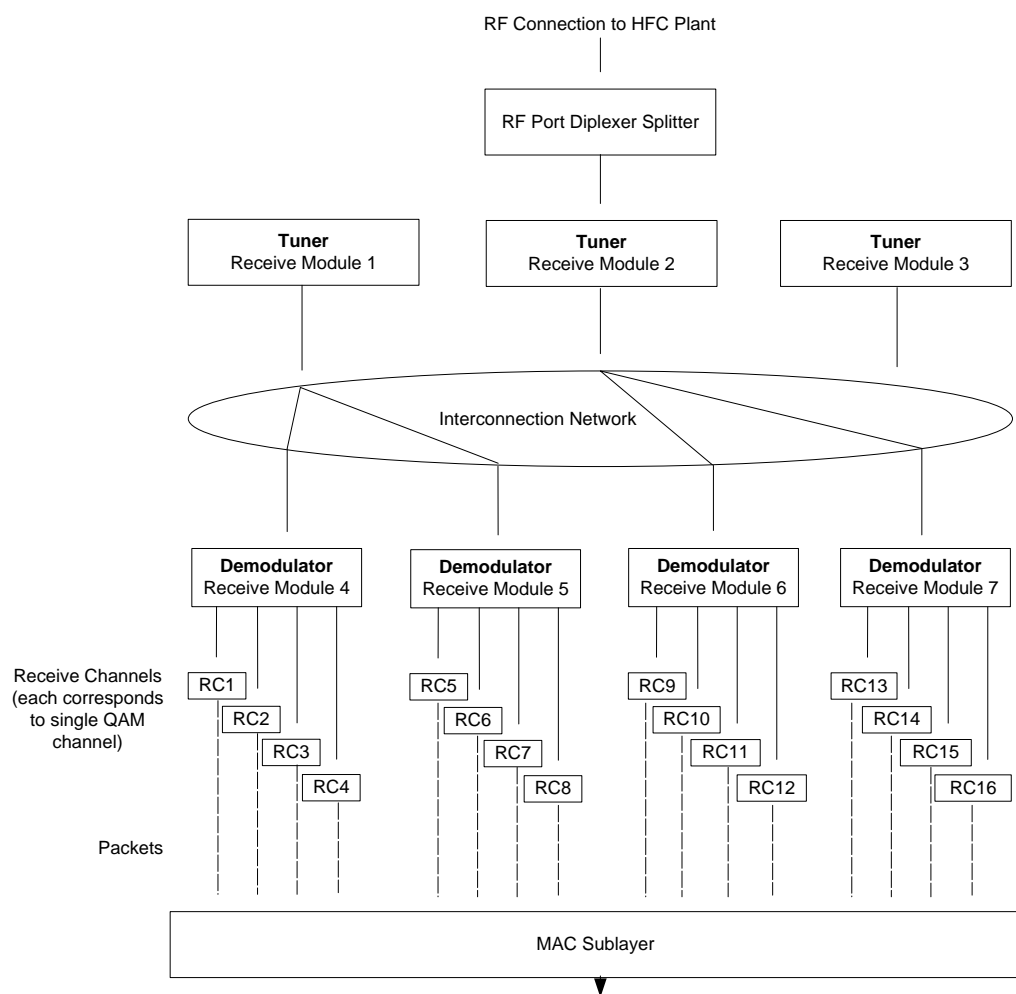 RF Connection to HFC Plant
RF Port Diplexer Splitter
Tuner
Receive Module 1
Tuner
Receive Module 2
Tuner
Receive Module 3
Interconnection Network
Demodulator
Receive Module 4
Demodulator
Receive Module 5
Demodulator
Receive Module 6
Demodulator
Receive Module 7
Receive Channels
(each corresponds
to single QAM
channel)
RC1
RC2
RC3
RC4
RC5
RC6
RC7
RC8
RC9
RC10
RC11
RC12
RC13
RC14
RC15
RC16
Packets
MAC Sublayer